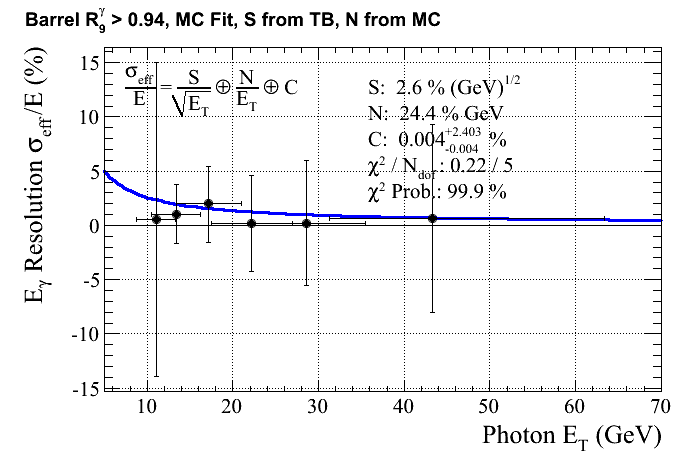 Barrel R₉^γ > 0.94, MC Fit, S from TB, N from MC
E_γ Resolution σ_eff/E (%)
σ_eff/E = S/√E_T ⊕ N/E_T ⊕ C
S: 2.6 % (GeV)^1/2
N: 24.4 % GeV
C: 0.004 +2.403 -0.004 %
χ² / N_dof : 0.22 / 5
χ² Prob.: 99.9 %
15
10
5
0
-5
-10
-15
10 20 30 40 50 60 70
Photon E_T (GeV)